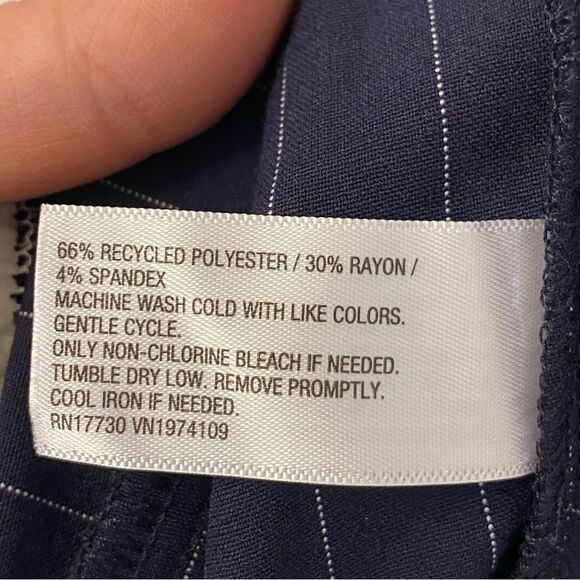 66% RECYCLED POLYESTER / 30% RAYON /
4% SPANDEX
MACHINE WASH COLD WITH LIKE COLORS.
GENTLE CYCLE.
ONLY NON-CHLORINE BLEACH IF NEEDED.
TUMBLE DRY LOW. REMOVE PROMPTLY.
COOL IRON IF NEEDED.
RN17730 VN1974109